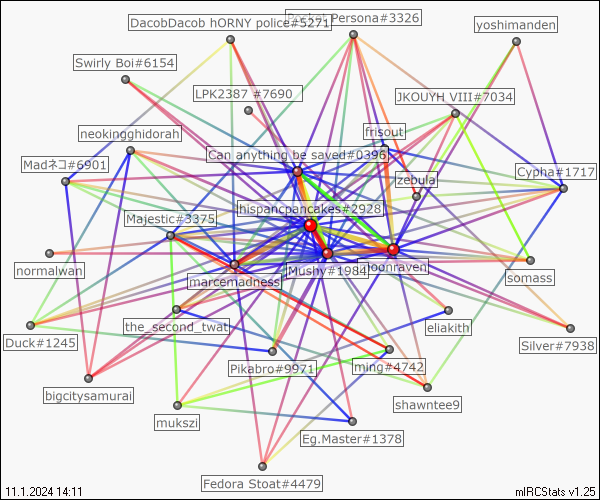 DacobDacob hORNY police#5271
Pocket Persona#3326
yoshimanden
Swirly Boi#6154
LPK2387 #7690
JKOUYH VIII#7034
neokingghidorah
frisout
Can anything be saved#0396
Madネコ#6901
zebula
Cypha#1717
hispancpancakes#2928
Majestic#3375
Mushy#1984
moonraven
normalwan
marcemadness
somass
the_second_twat
eliakith
Duck#1245
Pikabro#9971
ming#4742
Silver#7938
bigcitysamurai
shawntee9
mukszi
Eg.Master#1378
Fedora Stoat#4479
11.1.2024 14:11
mIRCStats v1.25